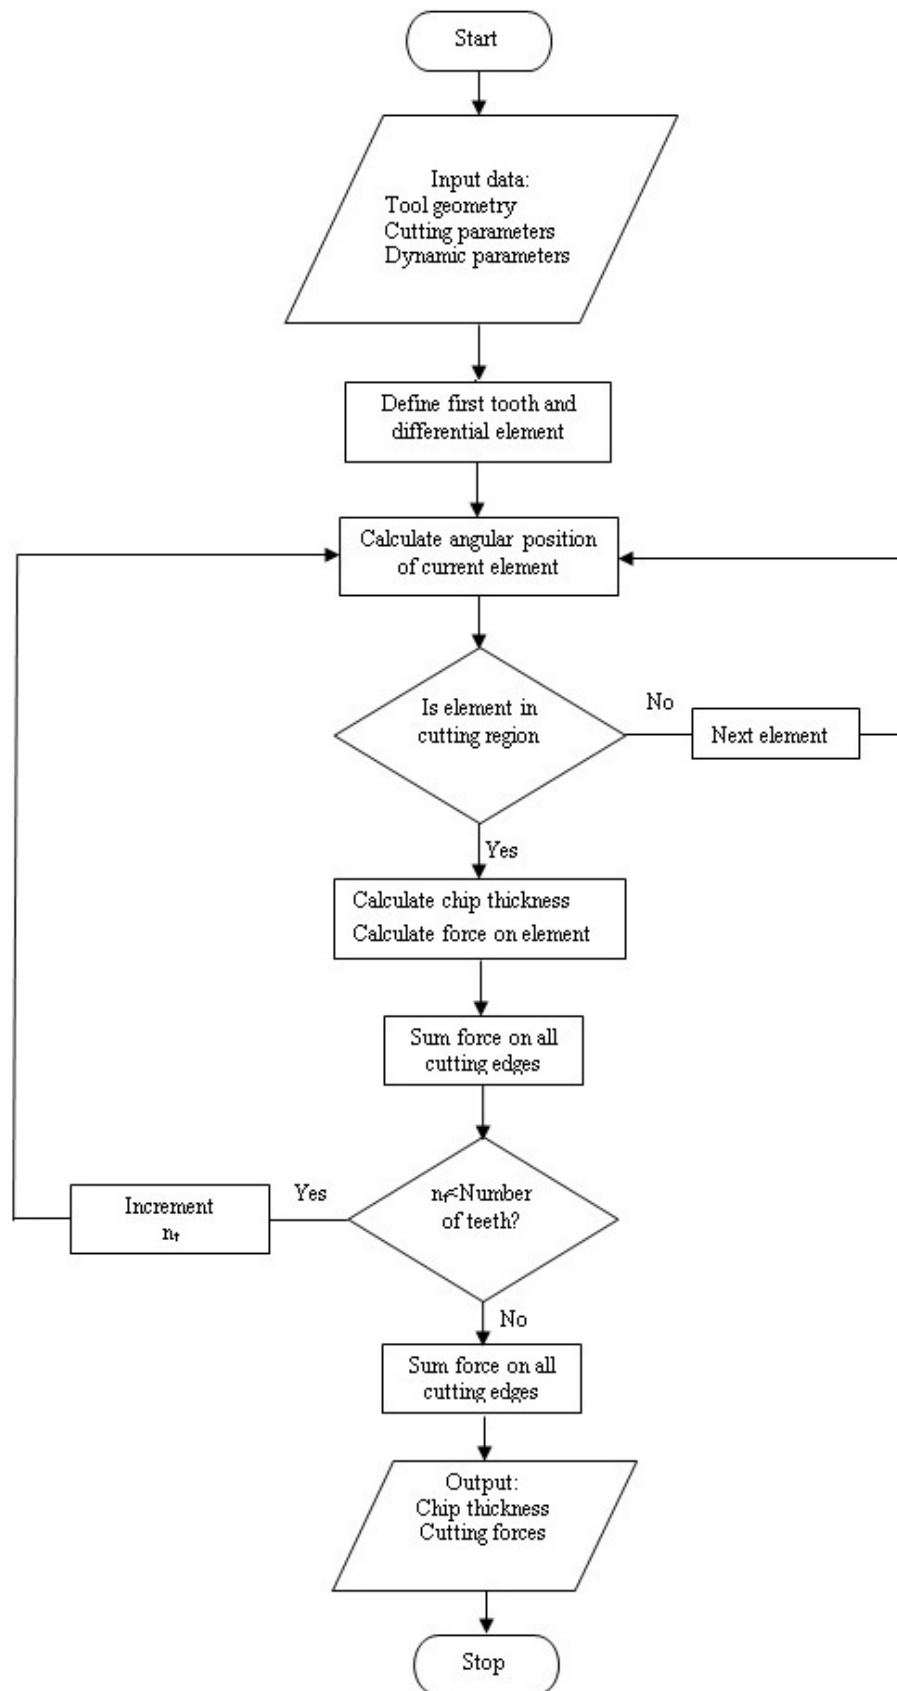 Start
Input data:
Tool geometry
Cutting parameters
Dynamic parameters
Define first tooth and
differential element
Calculate angular position
of current element
Is element in
cutting region
No
Next element
Yes
Calculate chip thickness
Calculate force on element
Sum force on all
cutting edges
nₜ<Number
of teeth?
Yes
Increment
nₜ
No
Sum force on all
cutting edges
Output:
Chip thickness
Cutting forces
Stop